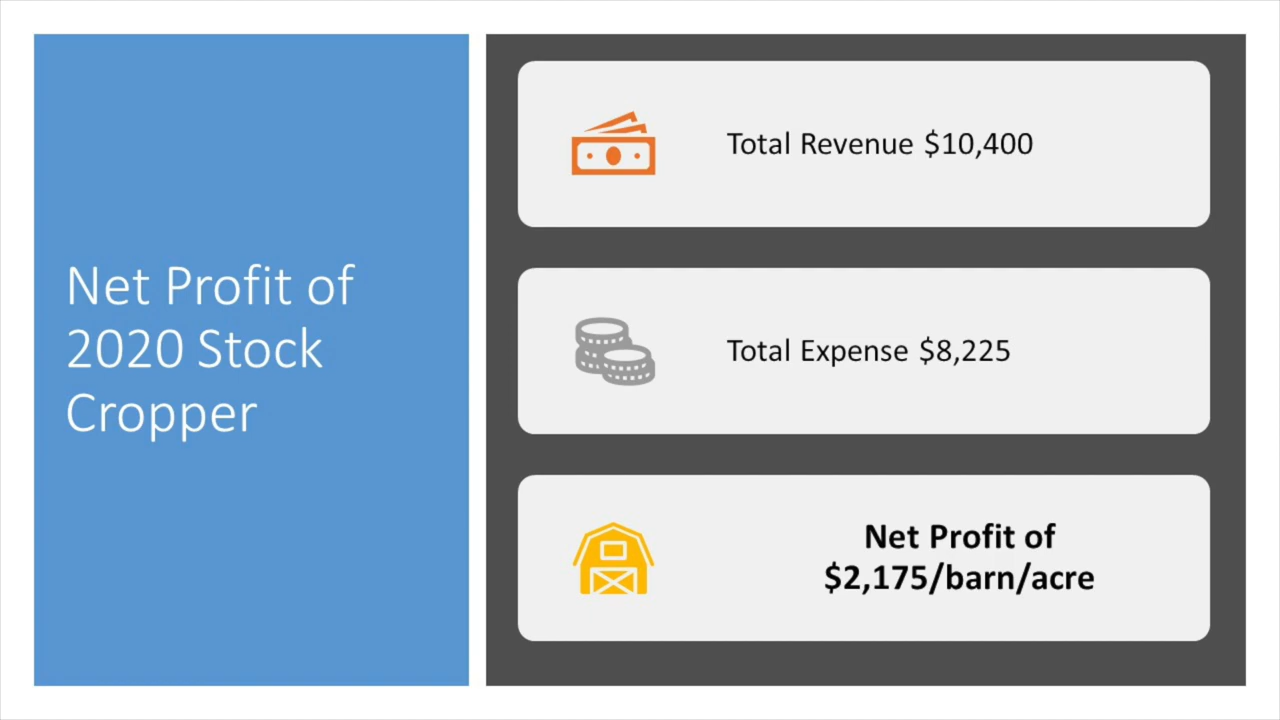 Net Profit of
2020 Stock
Cropper
Total Revenue $10,400
Total Expense $8,225
Net Profit of
$2,175/barn/acre